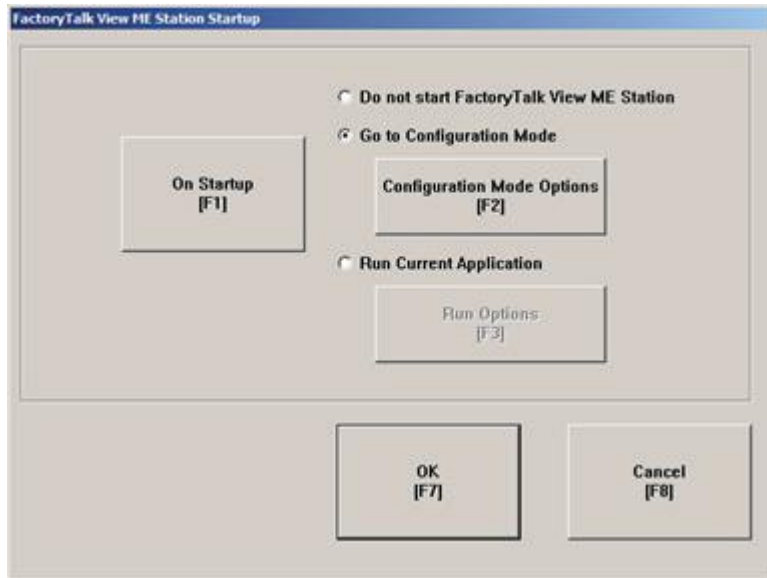 FactoryTalk View ME Station Startup
Do not start FactoryTalk View ME Station
Go to Configuration Mode
On Startup
[F1]
Configuration Mode Options
[F2]
Run Current Application
Run Options
[F3]
OK
[F7]
Cancel
[F8]